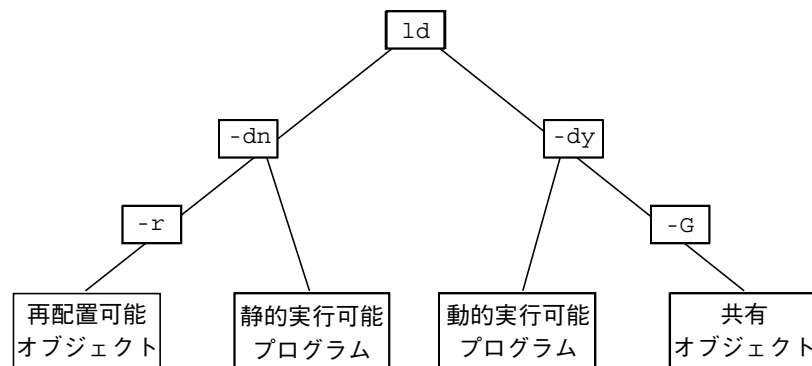 ld
-dn
-dy
-r
-G
再配置可能
オブジェクト
静的実行可能
プログラム
動的実行可能
プログラム
共有
オブジェクト